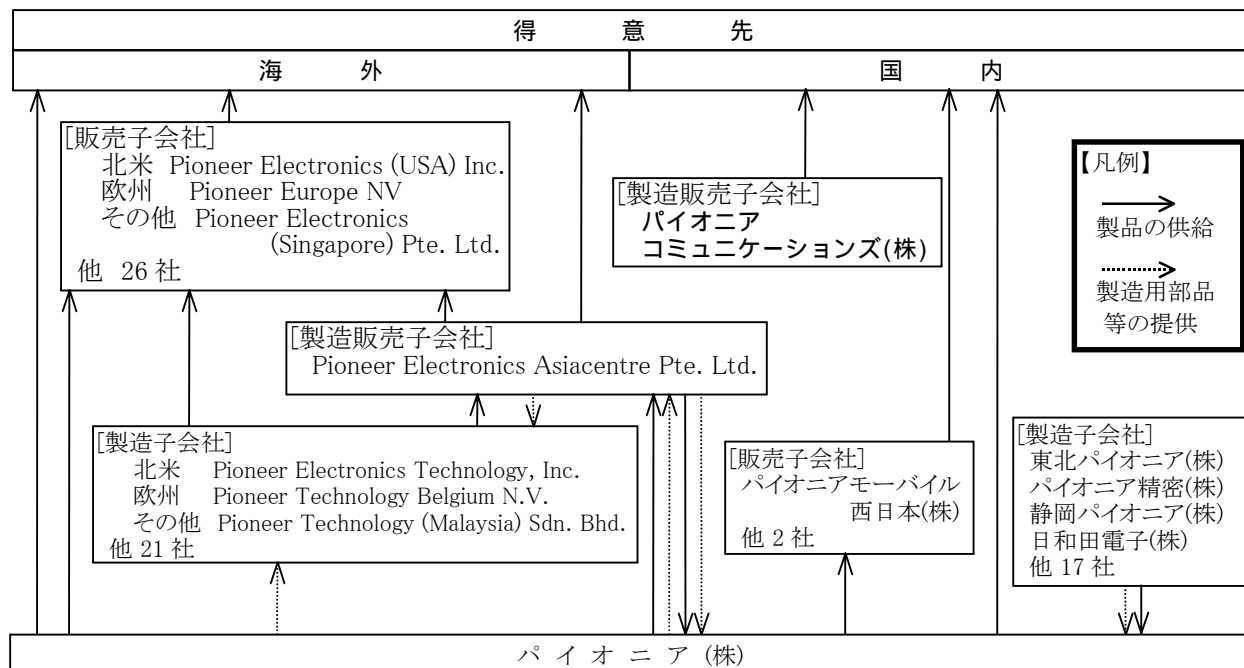 得意先
海外
国内
[販売子会社]
北米 Pioneer Electronics (USA) Inc.
欧州 Pioneer Europe NV
その他 Pioneer Electronics
(Singapore) Pte. Ltd.
他 26 社
[製造販売子会社]
パイオニア
コミュニケーションズ(株)
【凡例】
製品の供給
製造用部品
等の提供
[製造販売子会社]
Pioneer Electronics Asiacentre Pte. Ltd.
[製造子会社]
北米 Pioneer Electronics Technology, Inc.
欧州 Pioneer Technology Belgium N.V.
その他 Pioneer Technology (Malaysia) Sdn. Bhd.
他 21 社
[販売子会社]
パイオニアモーバイル
西日本(株)
他 2 社
[製造子会社]
東北パイオニア(株)
パイオニア精密(株)
静岡パイオニア(株)
日和田電子(株)
他 17 社
パイオニア(株)